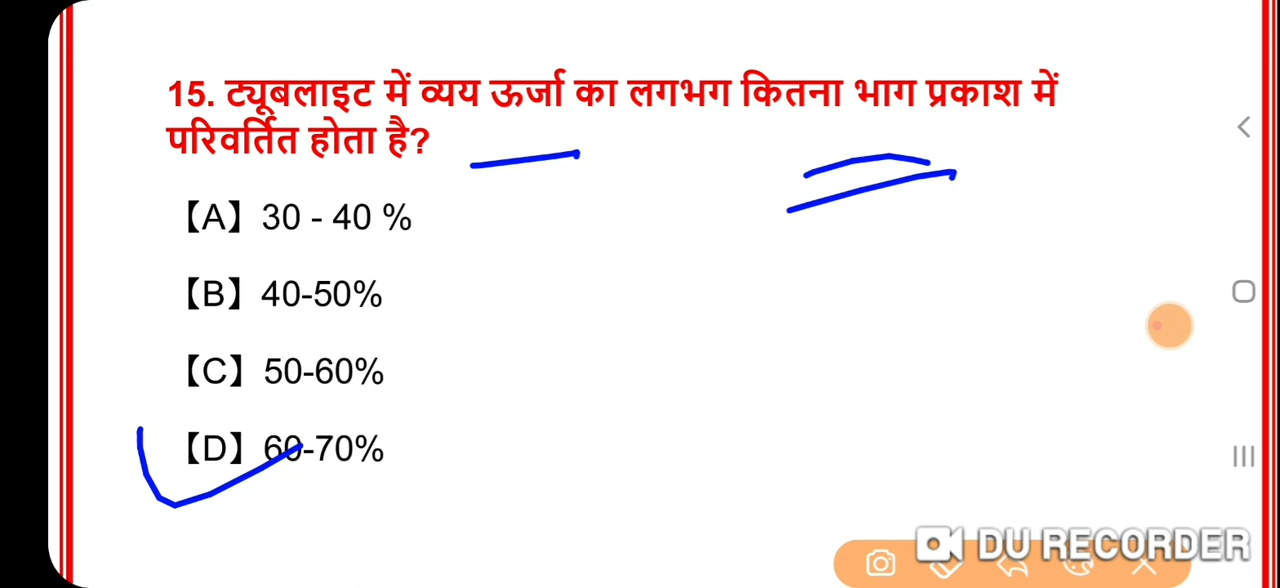 15. ट्यूबलाइट में व्यय ऊर्जा का लगभग कितना भाग प्रकाश में
परिवर्तित होता है?
【A】 30 - 40 %
【B】 40-50%
【C】 50-60%
【D】 60-70%
DU RECORDER